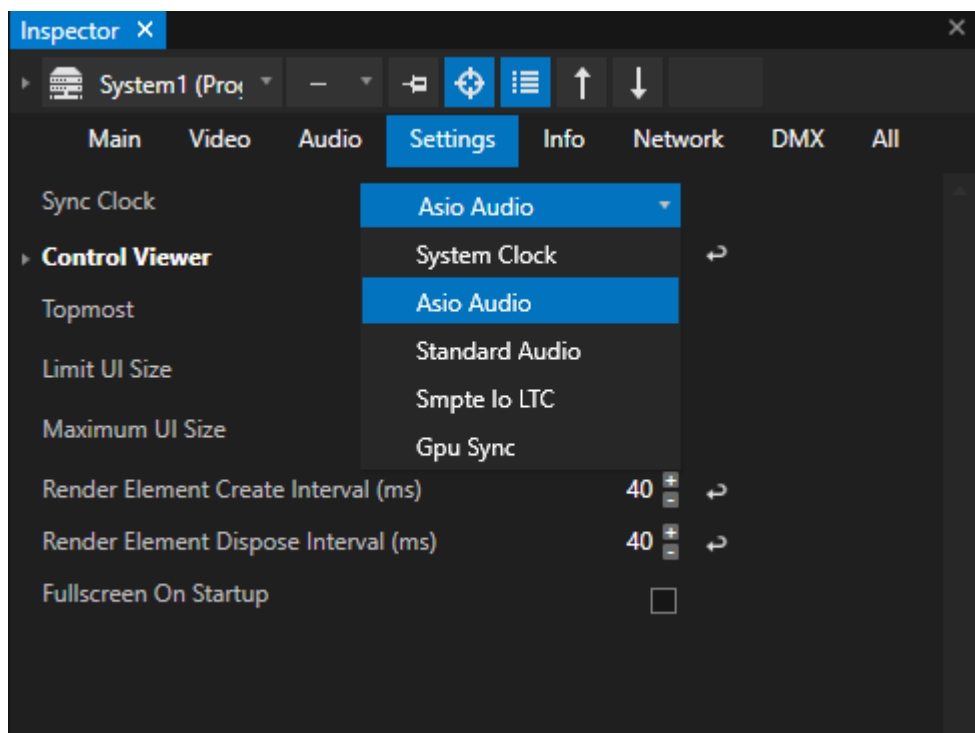 Inspector
System1 (Prog
Main Video Audio Settings Info Network DMX All
Sync Clock Asio Audio
Control Viewer System Clock
Topmost Asio Audio
Limit UI Size Standard Audio
Smpte Io LTC
Maximum UI Size Gpu Sync
Render Element Create Interval (ms) 40
Render Element Dispose Interval (ms) 40
Fullscreen On Startup